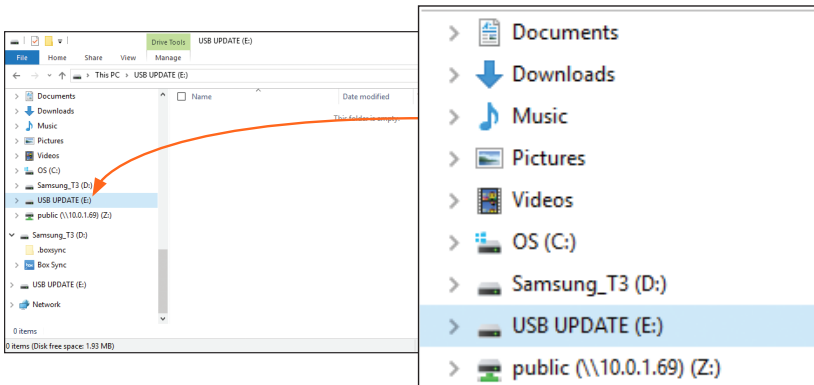 Drive Tools USB UPDATE (E:)
File Home Share View Manage
This PC > USB UPDATE (E:)
Name Date modified
This folder is empty.
Documents
Downloads
Music
Pictures
Videos
OS (C:)
Samsung_T3 (D:)
USB UPDATE (E:)
public (\\10.0.1.69) (Z:)
Samsung_T3 (D:)
.boxsync
Box Sync
USB UPDATE (E:)
Network
0 items
0 items (Disk free space: 1.93 MB)
Documents
Downloads
Music
Pictures
Videos
OS (C:)
Samsung_T3 (D:)
USB UPDATE (E:)
public (\\10.0.1.69) (Z:)